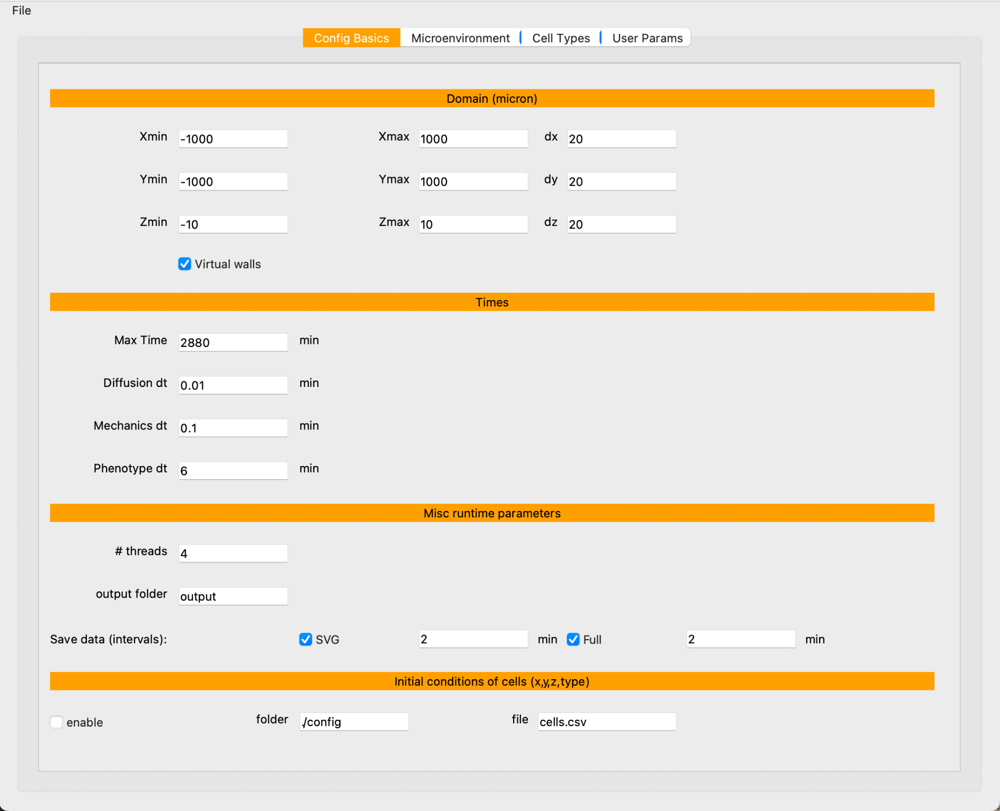 File
Config Basics Microenvironment Cell Types User Params
Domain (micron)
Xmin -1000 Xmax 1000 dx 20
Ymin -1000 Ymax 1000 dy 20
Zmin -10 Zmax 10 dz 20
Virtual walls
Times
Max Time 2880 min
Diffusion dt 0.01 min
Mechanics dt 0.1 min
Phenotype dt 6 min
Misc runtime parameters
# threads 4
output folder output
Save data (intervals): SVG 2 min Full 2 min
Initial conditions of cells (x,y,z,type)
enable folder ./config file cells.csv